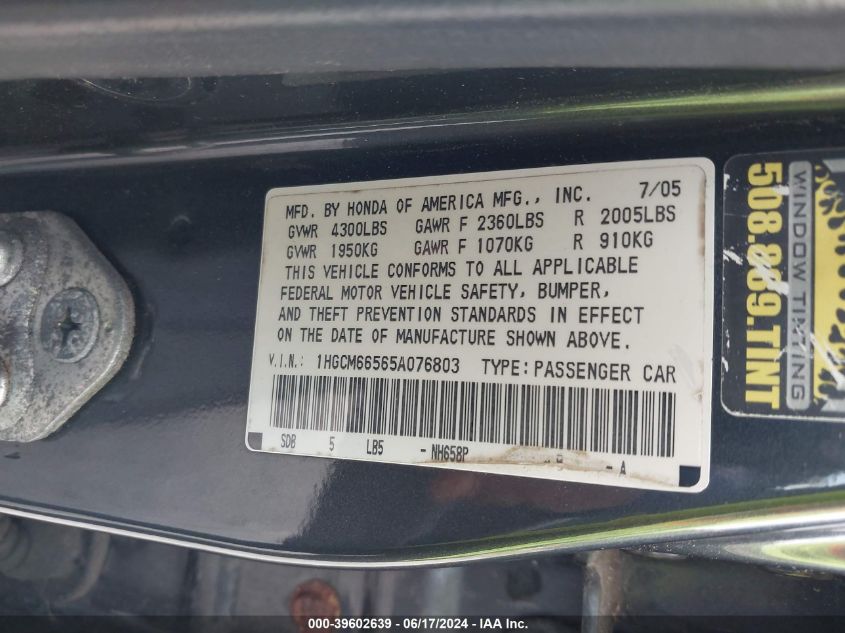 MFD. BY HONDA OF AMERICA MFG., INC. 7/05
GVWR 4300LBS GAWR F 2360LBS R 2005LBS
GVWR 1950KG GAWR F 1070KG R 910KG
THIS VEHICLE CONFORMS TO ALL APPLICABLE
FEDERAL MOTOR VEHICLE SAFETY, BUMPER,
AND THEFT PREVENTION STANDARDS IN EFFECT
ON THE DATE OF MANUFACTURE SHOWN ABOVE.
V.I.N.: 1HGCM66565A076803 TYPE: PASSENGER CAR
SDB 5 LB5 - NH658P - A
WINDOW TINTING
508.869.TINT
000-39602639 - 06/17/2024 - IAAI, Inc.